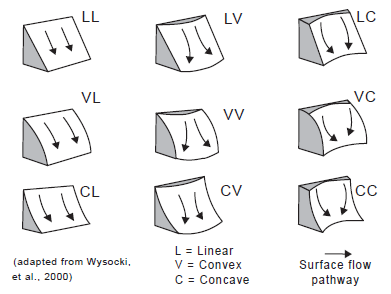 LL
LV
LC
VL
VV
VC
CL
CV
CC
(adapted from Wysocki,
et al., 2000)
L = Linear
V = Convex
C = Concave
Surface flow
pathway